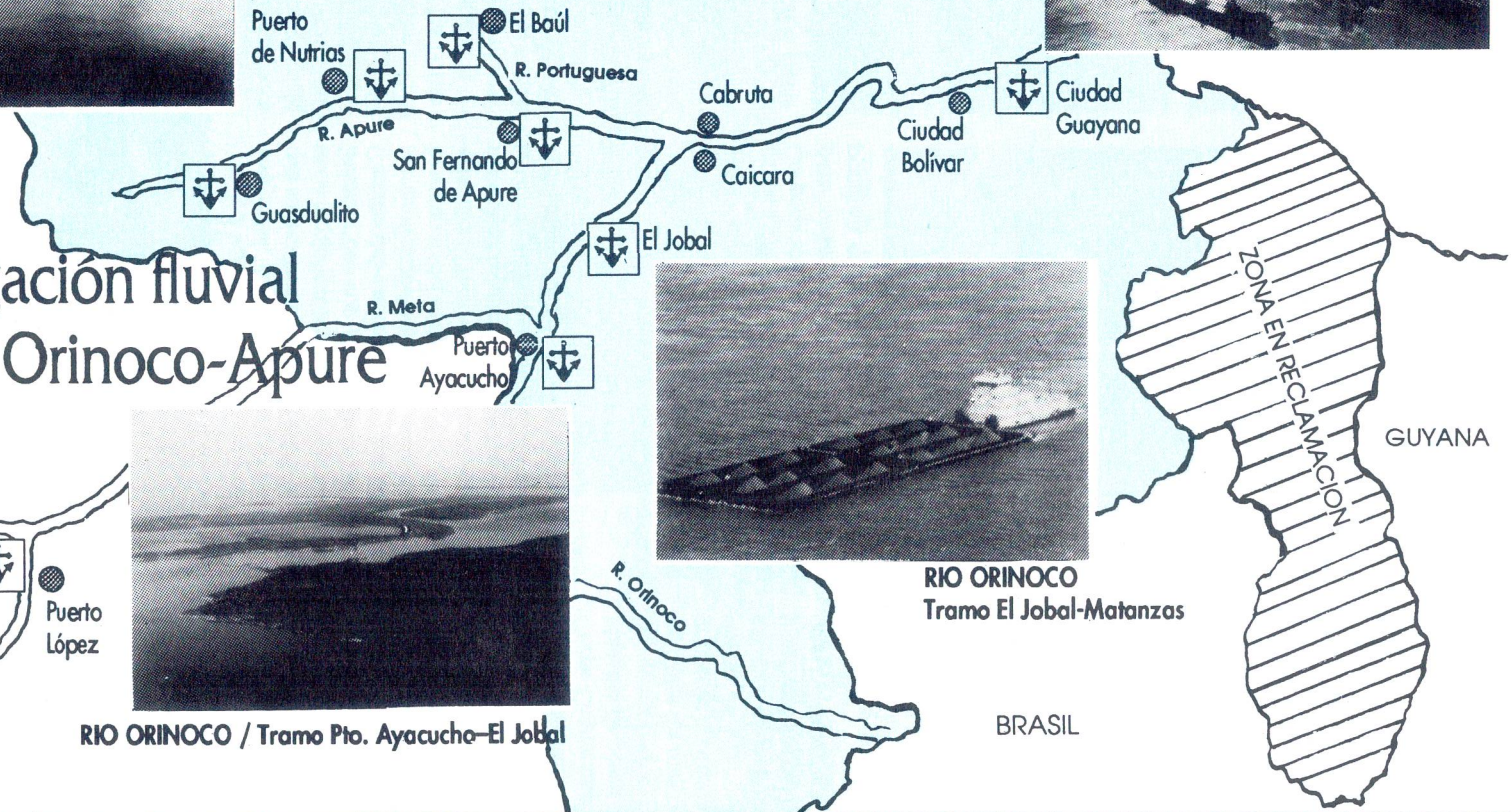 Puerto
de Nutrias
El Baúl
R. Portuguesa
Cabruta
Ciudad
Guayana
R. Apure
San Fernando
de Apure
Ciudad
Bolívar
Caicara
Guasdualito
El Jobal
ación fluvial
Orinoco-Apure
R. Meta
Puerto
Ayacucho
ZONA EN RECLAMACION
GUYANA
Puerto
López
R. Orinoco
RIO ORINOCO
Tramo El Jobal-Matanzas
BRASIL
RIO ORINOCO / Tramo Pto. Ayacucho–El Jobal